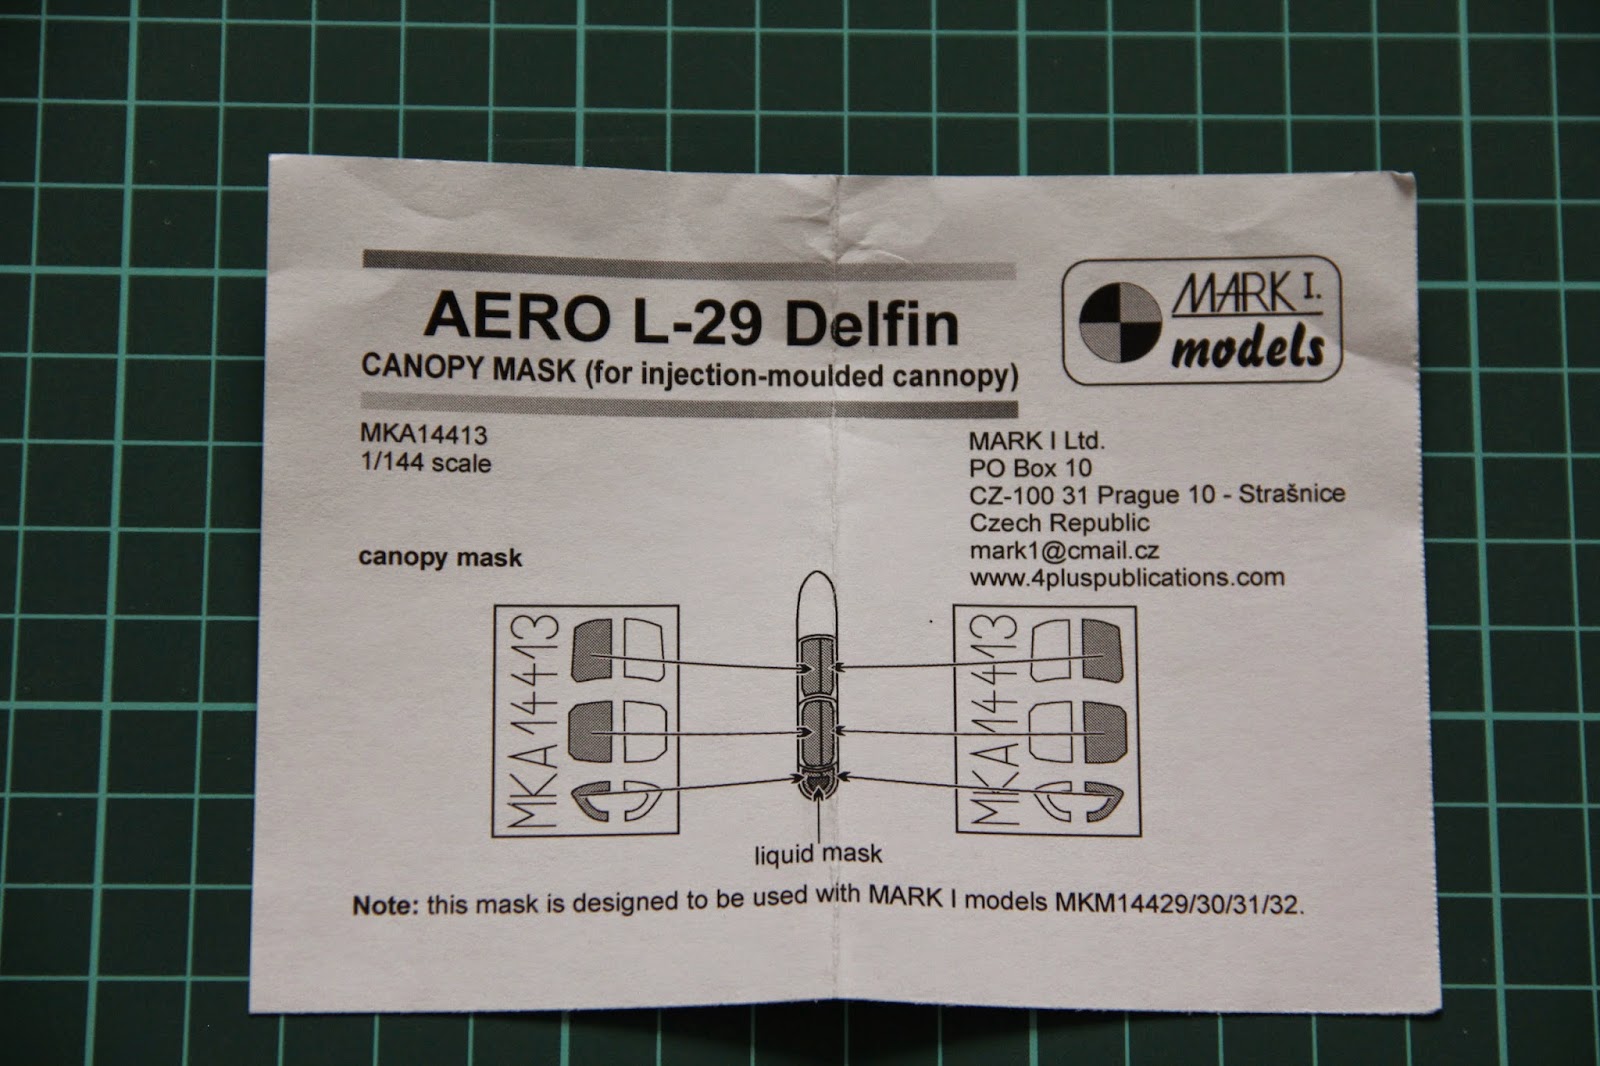 AERO L-29 Delfin
CANOPY MASK (for injection-moulded cannopy)
MARK I.
models
MKA14413
1/144 scale
MARK I Ltd.
PO Box 10
CZ-100 31 Prague 10 - Strašnice
Czech Republic
mark1@cmail.cz
www.4pluspublications.com
canopy mask
MKA14413
MKA14413
liquid mask
Note: this mask is designed to be used with MARK I models MKM14429/30/31/32.